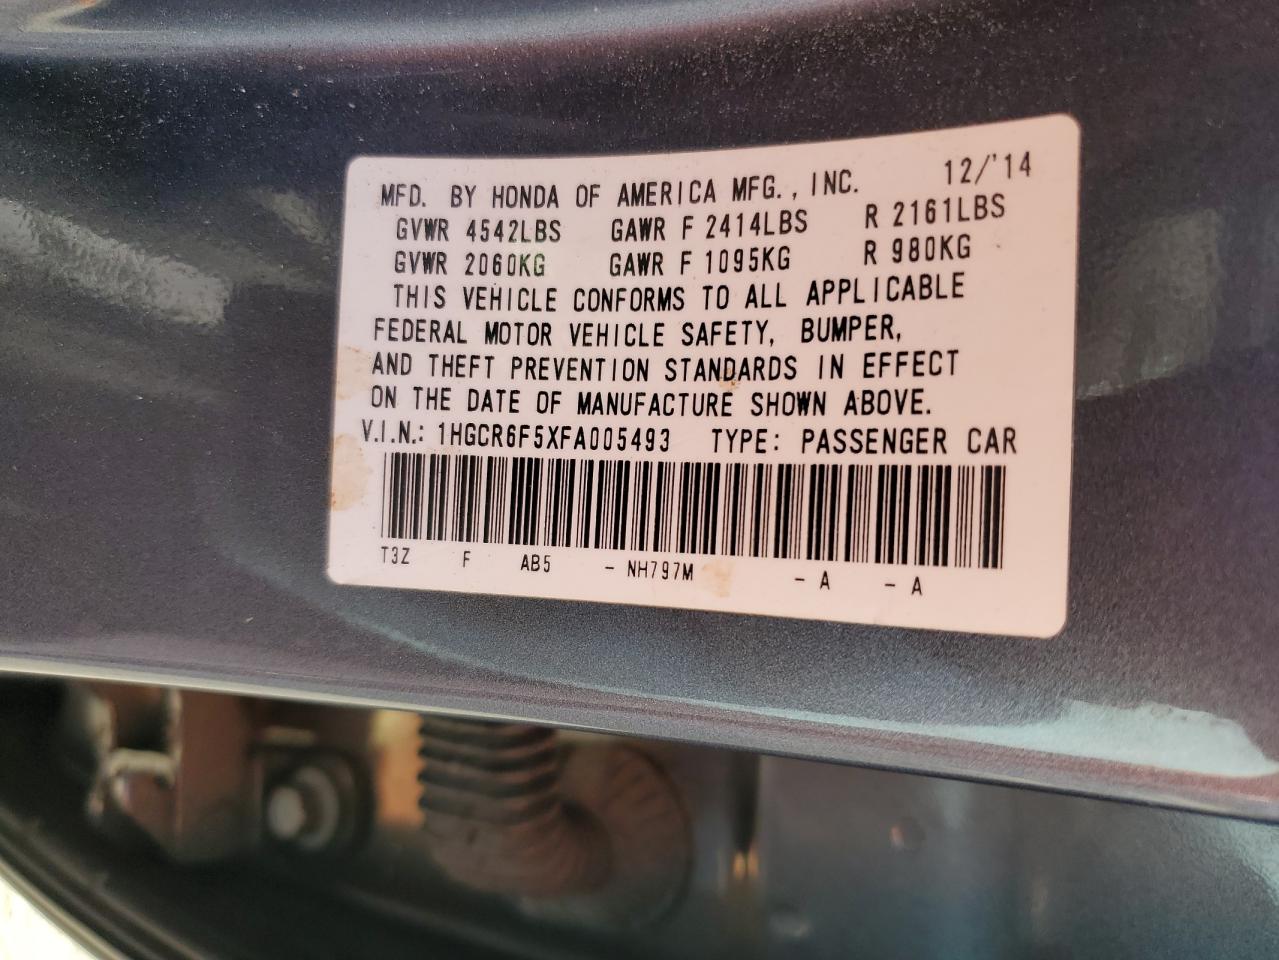 MFD. BY HONDA OF AMERICA MFG., INC. 12/'14
GVWR 4542LBS GAWR F 2414LBS R 2161LBS
GVWR 2060KG GAWR F 1095KG R 980KG
THIS VEHICLE CONFORMS TO ALL APPLICABLE
FEDERAL MOTOR VEHICLE SAFETY, BUMPER,
AND THEFT PREVENTION STANDARDS IN EFFECT
ON THE DATE OF MANUFACTURE SHOWN ABOVE.
V.I.N.: 1HGCR6F5XFA005493 TYPE: PASSENGER CAR
T3Z F AB5 - NH797M - A - A